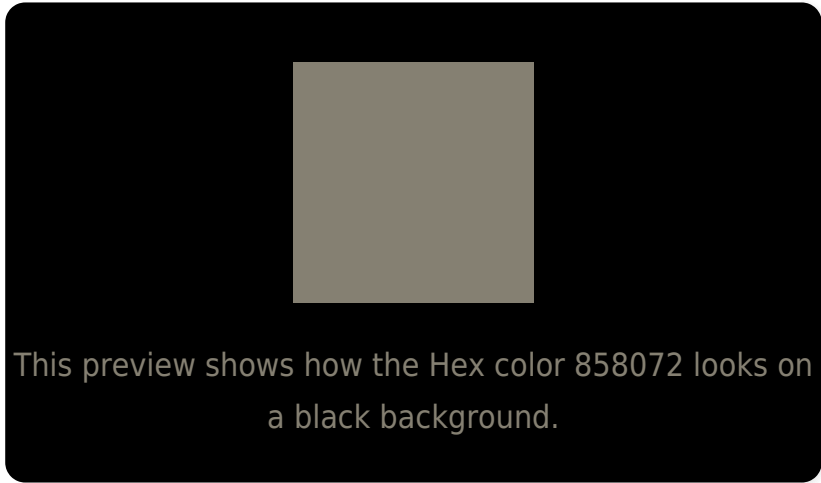 This preview shows how the Hex color 858072 looks on
a black background.